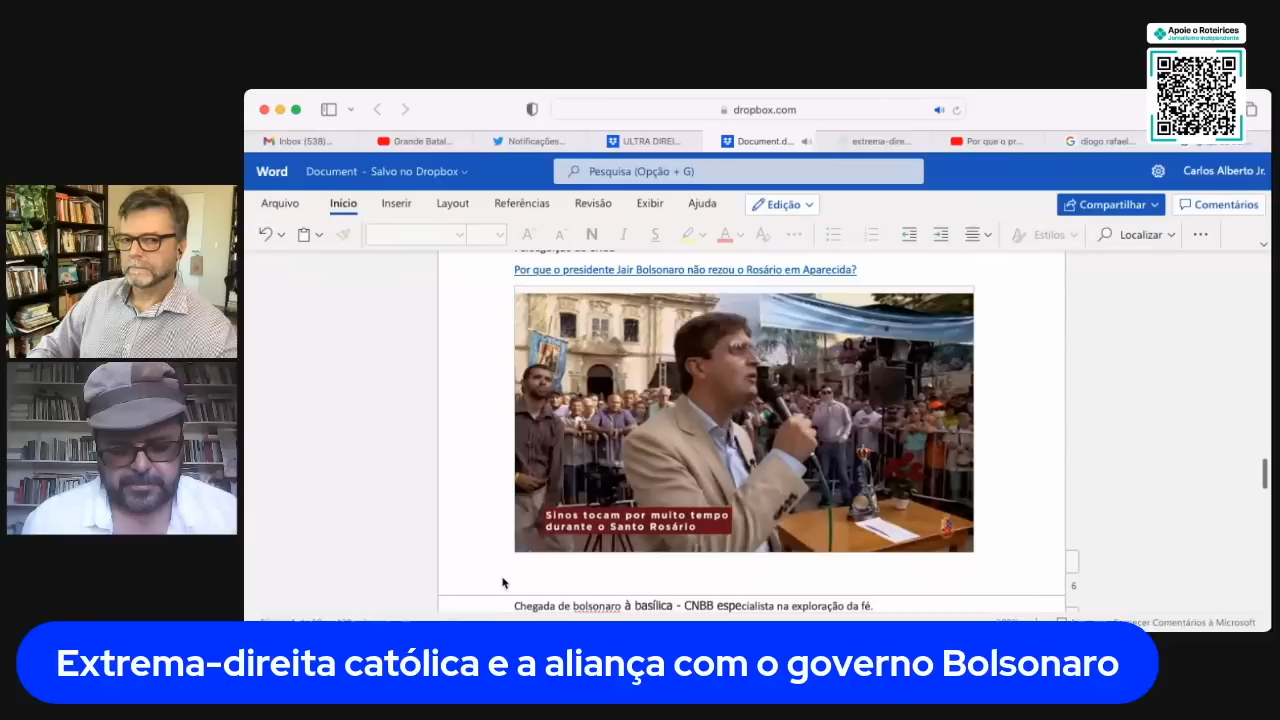 Apoie o Roteirices
Jornalismo Independente
dropbox.com
Inbox (538)...
Grande Batal...
Notificações...
ULTRA DIREI...
Document.d...
extrema-dire...
Por que o pr...
diogo rafael...
Word
Document - Salvo no Dropbox
Pesquisa (Opção + G)
Carlos Alberto Jr.
Arquivo
Início
Inserir
Layout
Referências
Revisão
Exibir
Ajuda
Edição
Compartilhar
Comentários
N
I
S
A
Estilos
Localizar
Por que o presidente Jair Bolsonaro não rezou o Rosário em Aparecida?
Sinos tocam por muito tempo
durante o Santo Rosário
6
Chegada de bolsonaro à basílica - CNBB especialista na exploração da fé.
Comentários à Microsoft
Extrema-direita católica e a aliança com o governo Bolsonaro